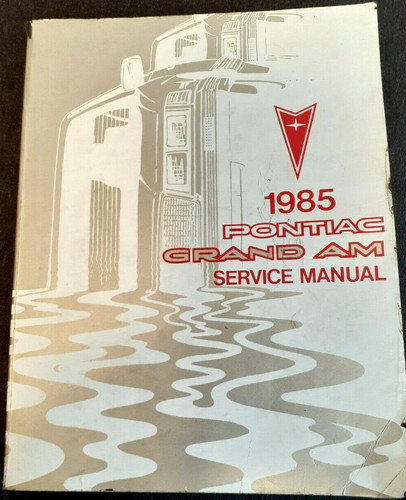 1985
PONTIAC
GRAND AM
SERVICE MANUAL